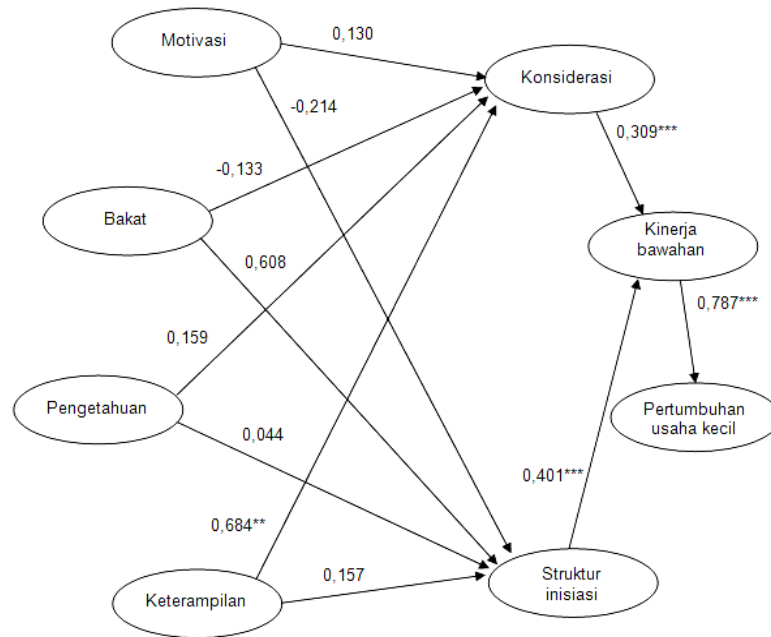 Motivasi
0,130
Konsiderasi
-0,214
0,309***
-0,133
Bakat
Kinerja
bawahan
0,608
0,787***
0,159
Pengetahuan
Pertumbuhan
usaha kecil
0,044
0,401***
0,684**
0,157
Struktur
inisiasi
Keterampilan